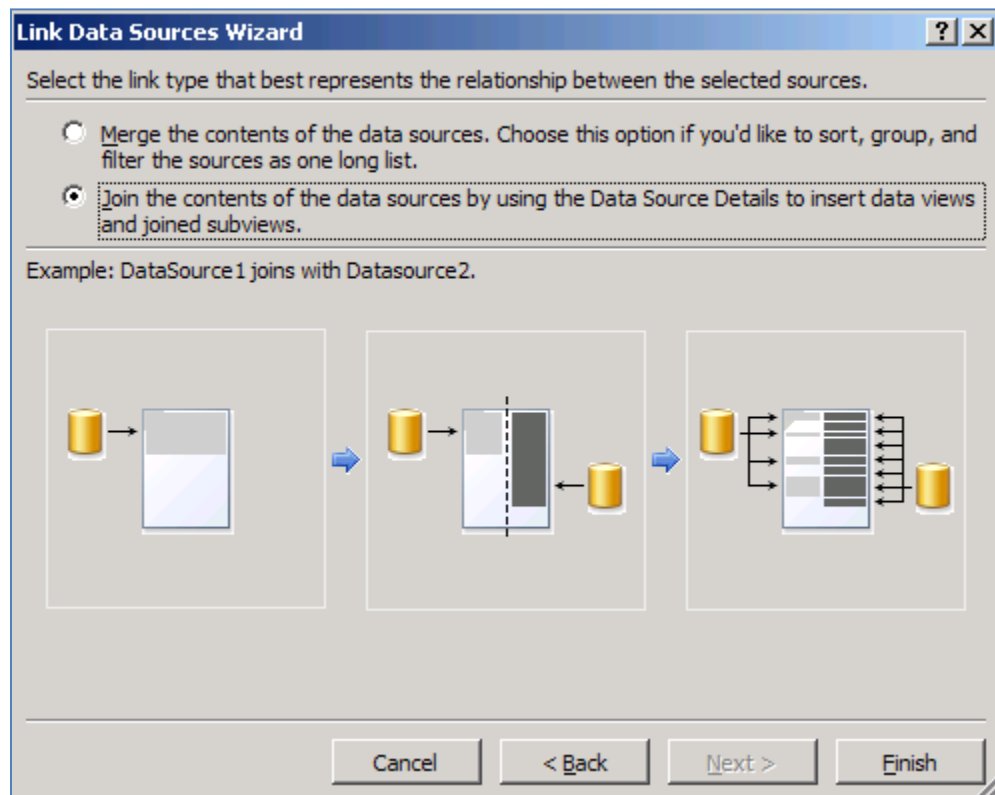 Link Data Sources Wizard
Select the link type that best represents the relationship between the selected sources.
Merge the contents of the data sources. Choose this option if you'd like to sort, group, and
filter the sources as one long list.
Join the contents of the data sources by using the Data Source Details to insert data views
and joined subviews.
Example: DataSource1 joins with Datasource2.
Cancel
< Back
Next >
Finish